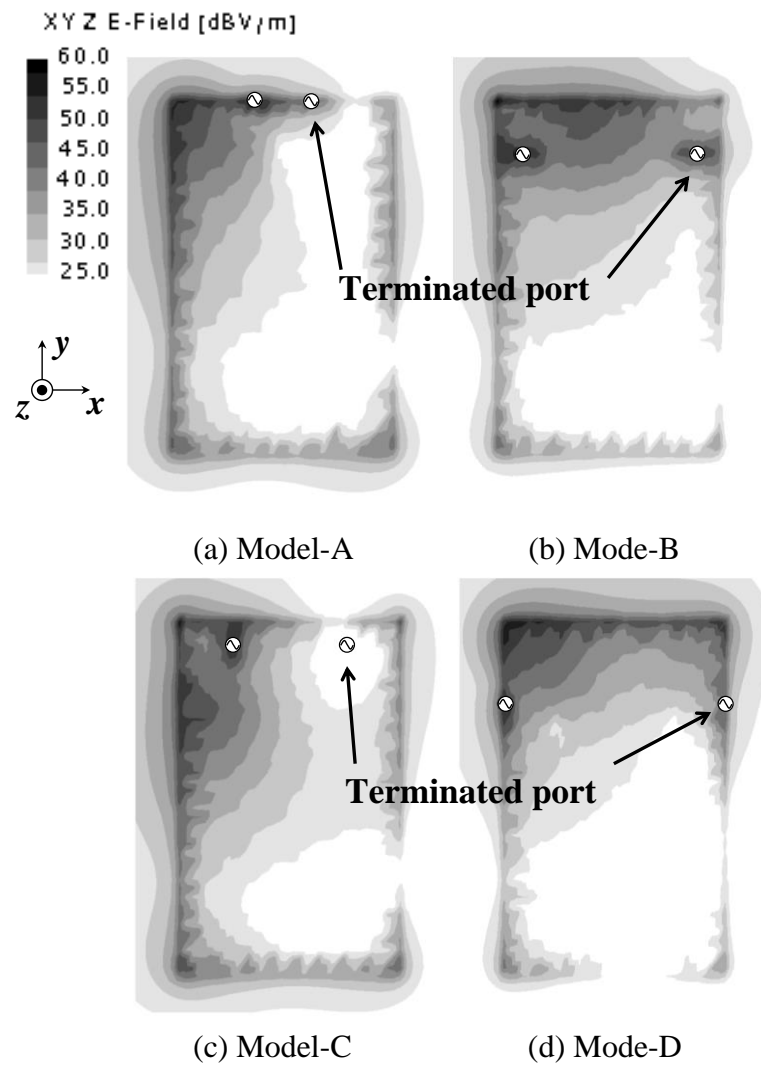 XYZ E-Field [dBV/m]
60.0
55.0
50.0
45.0
40.0
35.0
30.0
25.0
Terminated port
y
z
x
(a) Model-A
(b) Mode-B
Terminated port
(c) Model-C
(d) Mode-D